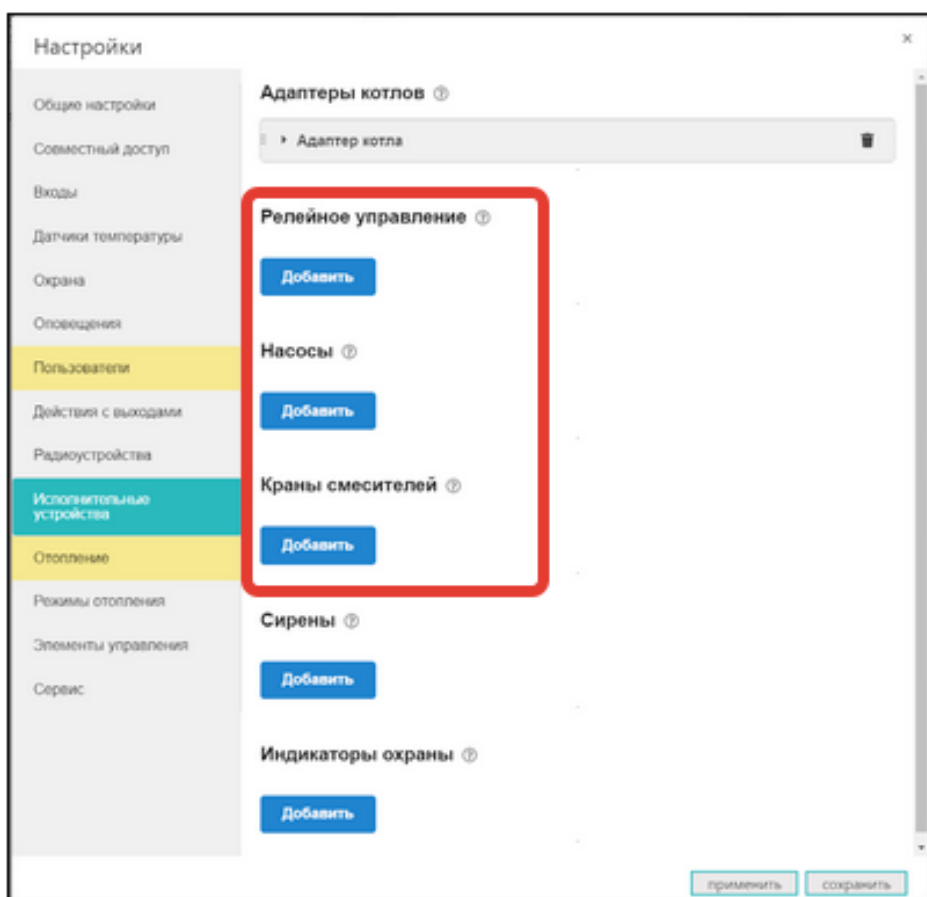 Настройки
Общие настройки
Совместный доступ
Входы
Датчики температуры
Охрана
Оповещения
Пользователи
Действия с выходами
Радиоустройства
Исполнительные
устройства
Отопление
Режимы отопления
Элементы управления
Сервис
Адаптеры котлов
Адаптер котла
Релейное управление
Добавить
Насосы
Добавить
Краны смесителей
Добавить
Сирены
Добавить
Индикаторы охраны
Добавить
применить
сохранить